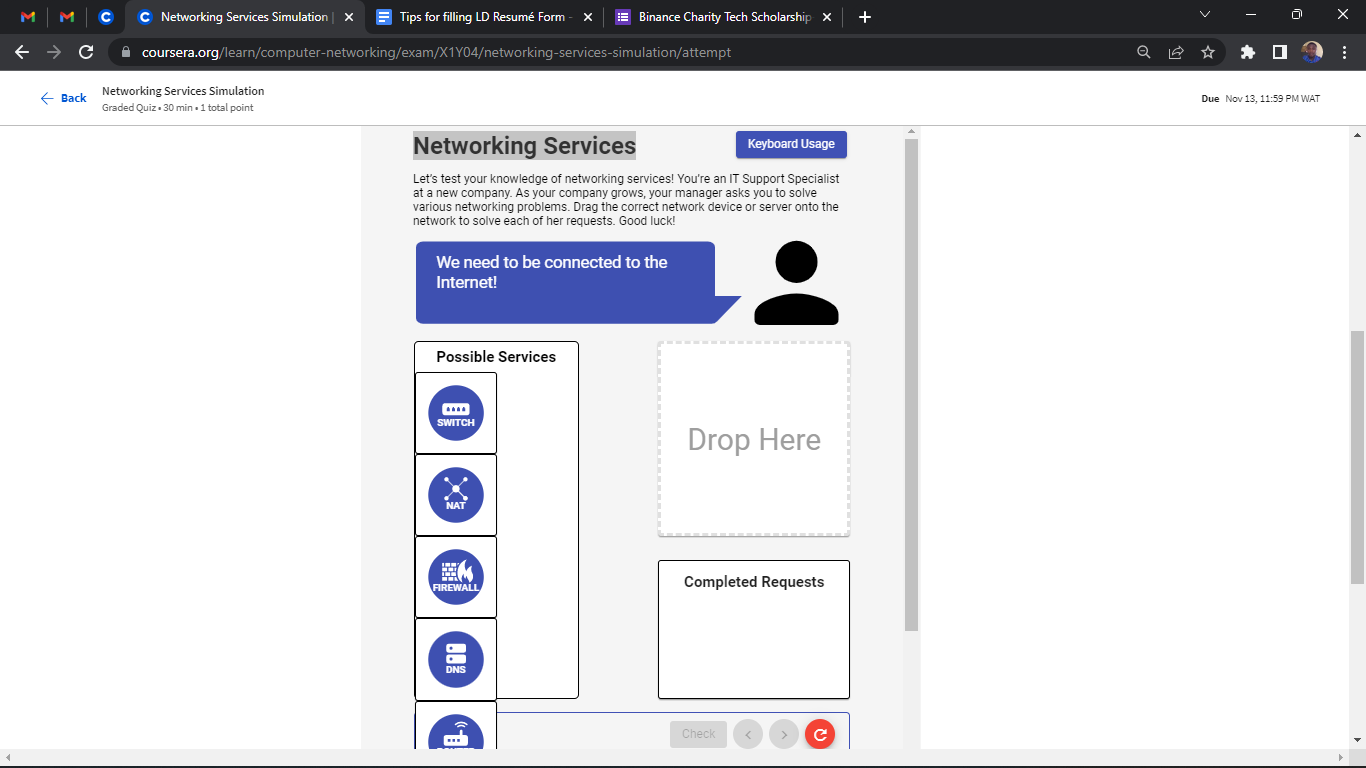 Networking Services Simulation |
Tips for filling LD Resumé Form -
Binance Charity Tech Scholarship
coursera.org/learn/computer-networking/exam/X1Y04/networking-services-simulation/attempt
Back
Networking Services Simulation
Graded Quiz • 30 min • 1 total point
Due Nov 13, 11:59 PM WAT
Networking Services
Keyboard Usage
Let's test your knowledge of networking services! You're an IT Support Specialist
at a new company. As your company grows, your manager asks you to solve
various networking problems. Drag the correct network device or server onto the
network to solve each of her requests. Good luck!
We need to be connected to the
Internet!
Possible Services
SWITCH
NAT
FIREWALL
DNS
Drop Here
Completed Requests
Check